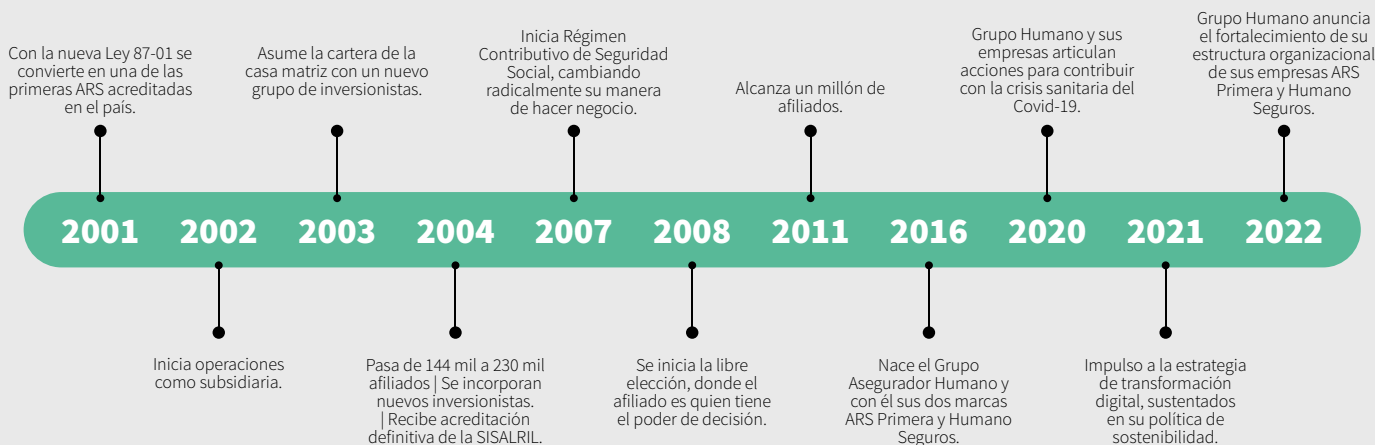 Con la nueva Ley 87-01 se
convierte en una de las
primeras ARS acreditadas
en el país.
Asume la cartera de la
casa matriz con un nuevo
grupo de inversionistas.
Inicia Régimen
Contributivo de Seguridad
Social, cambiando
radicalmente su manera
de hacer negocio.
Alcanza un millón de
afiliados.
Grupo Humano y sus
empresas articulan
acciones para contribuir
con la crisis sanitaria del
Covid-19.
Grupo Humano anuncia
el fortalecimiento de su
estructura organizacional
de sus empresas ARS
Primera y Humano
Seguros.
2001 2002 2003 2004 2007 2008 2011 2016 2020 2021 2022
Inicia operaciones
como subsidiaria.
Pasa de 144 mil a 230 mil
afiliados | Se incorporan
nuevos inversionistas.
| Recibe acreditación
definitiva de la SISALRIL.
Se inicia la libre
elección, donde el
afiliado es quien tiene
el poder de decisión.
Nace el Grupo
Asegurador Humano y
con él sus dos marcas
ARS Primera y Humano
Seguros.
Impulso a la estrategia
de transformación
digital, sustentados
en su política de
sostenibilidad.